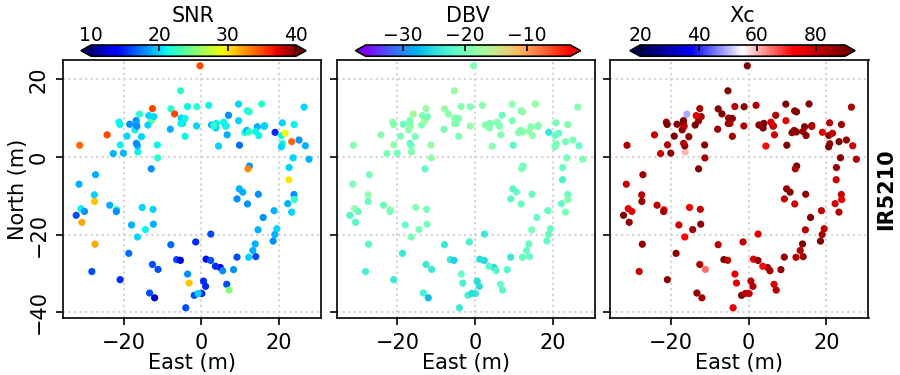 SNR DBV Xc
10 20 30 40 −30 −20 −10 20 40 60 80
20
0
−20
−40
North (m)
IR5210
−20 0 20 −20 0 20 −20 0 20
East (m) East (m) East (m)